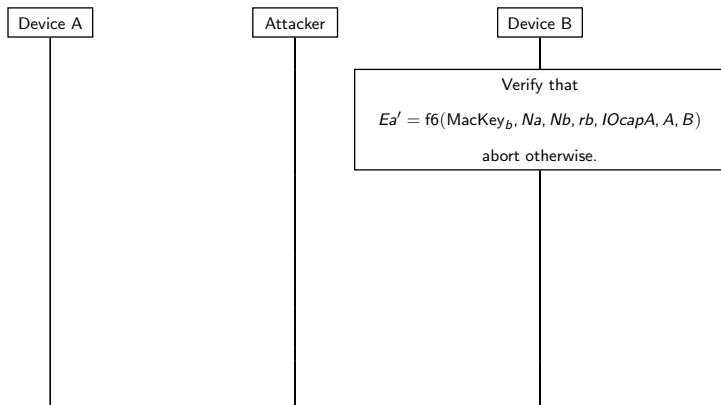 Device A
Attacker
Device B
Verify that
Ea′ = f6(MacKey_b, Na, Nb, rb, IOcapA, A, B)
abort otherwise.